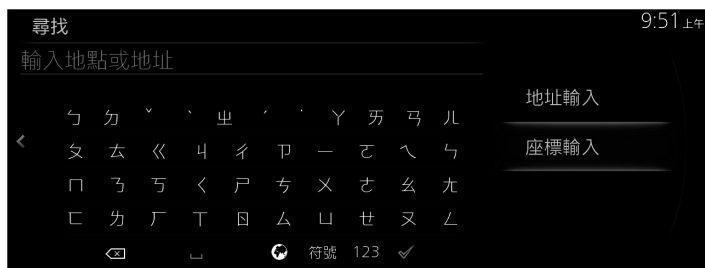 尋找
9:51上午
輸入地點或地址
地址輸入
座標輸入
ㄅ ㄉ ˇ ˋ ㄓ ˊ ˙ ㄚ ㄞ ㄢ ㄦ
ㄆ ㄊ ㄍ ㄐ ㄔ ㄗ ㄧ ㄛ ㄟ ㄣ
ㄇ ㄋ ㄎ ㄑ ㄕ ㄘ ㄨ ㄜ ㄠ ㄤ
ㄈ ㄌ ㄏ ㄒ ㄖ ㄙ ㄩ ㄝ ㄡ ㄥ
符號 123